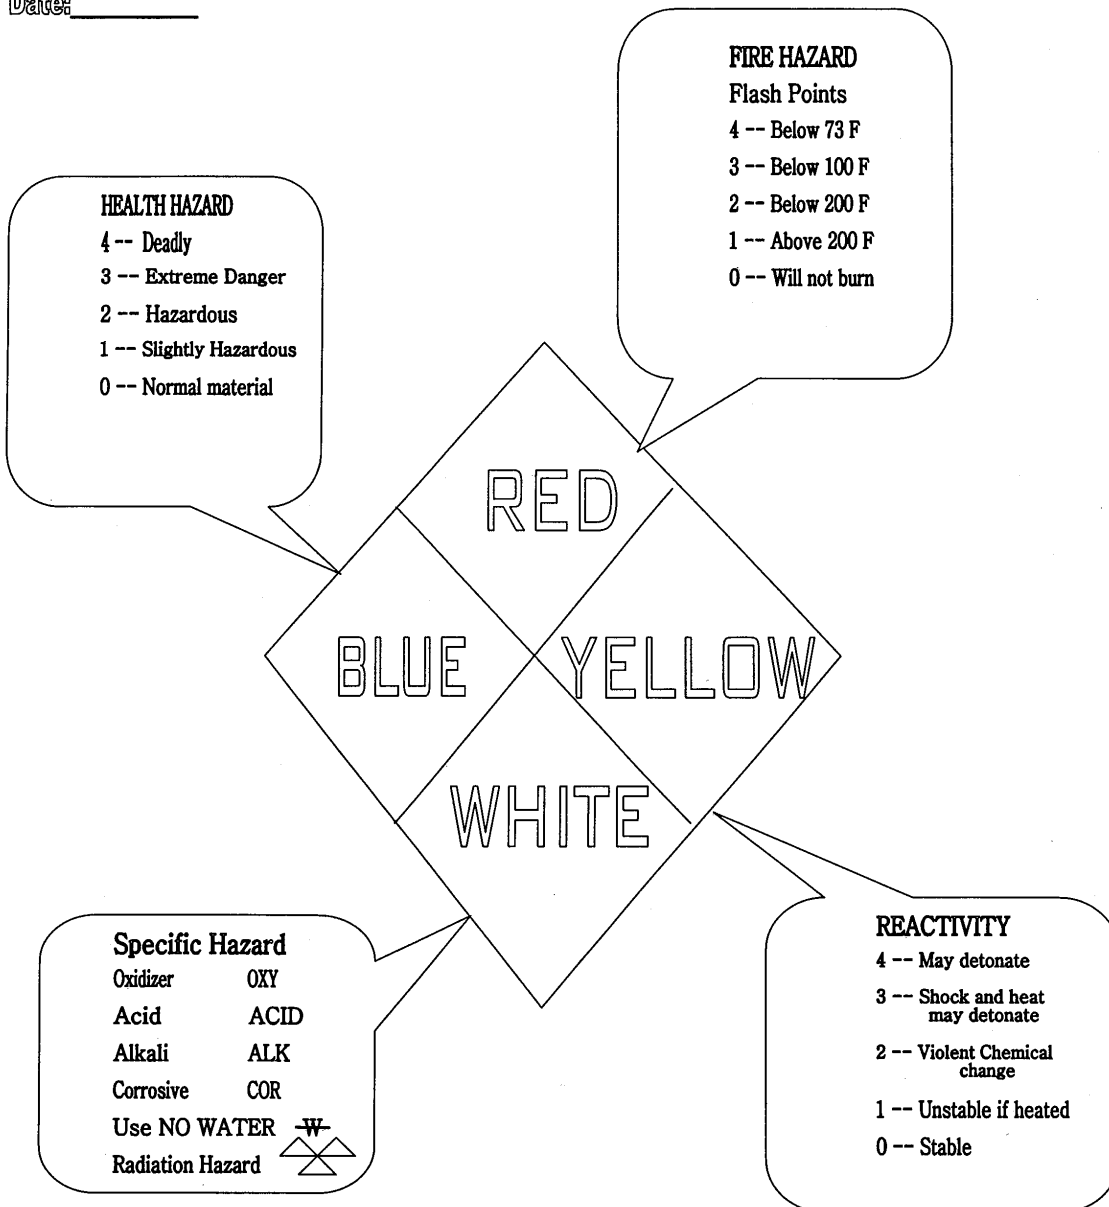 Date:
FIRE HAZARD
Flash Points
4 -- Below 73 F
3 -- Below 100 F
2 -- Below 200 F
1 -- Above 200 F
0 -- Will not burn
HEALTH HAZARD
4 -- Deadly
3 -- Extreme Danger
2 -- Hazardous
1 -- Slightly Hazardous
0 -- Normal material
RED
BLUE YELLOW
WHITE
Specific Hazard
Oxidizer OXY
Acid ACID
Alkali ALK
Corrosive COR
Use NO WATER W
Radiation Hazard
REACTIVITY
4 -- May detonate
3 -- Shock and heat
may detonate
2 -- Violent Chemical
change
1 -- Unstable if heated
0 -- Stable